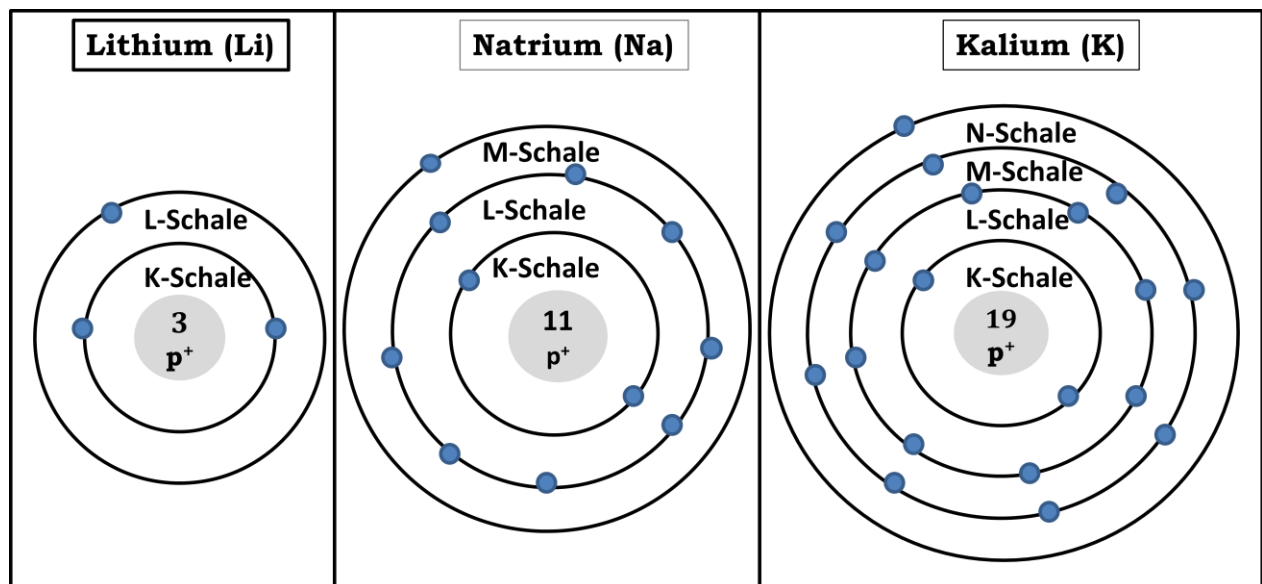 Lithium (Li)
L-Schale
K-Schale
3
p⁺
Natrium (Na)
M-Schale
L-Schale
K-Schale
11
p⁺
Kalium (K)
N-Schale
M-Schale
L-Schale
K-Schale
19
p⁺